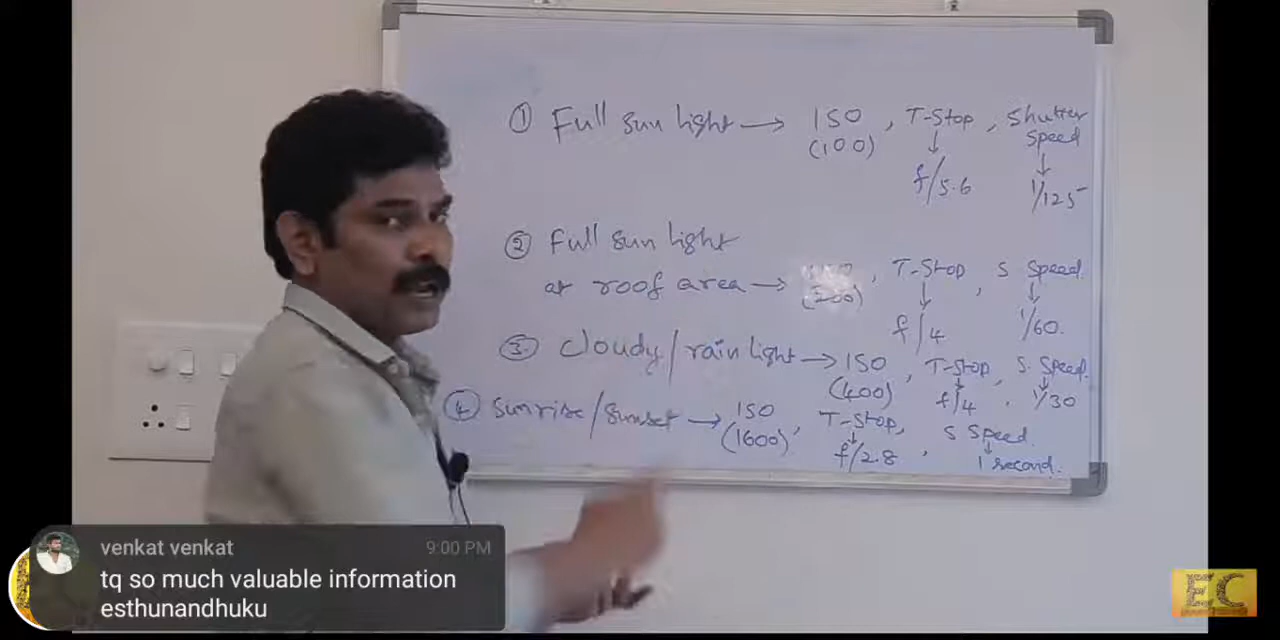 ① Full sun light → ISO , T-Stop , Shutter Speed
(100) f/5.6 1/125
② Full sun light
at roof area → ISO , T-Stop , S Speed
(200) f/4 1/60.
③. cloudy/rain light → ISO , T-Stop , S. Speed
(400) f/4 , 1/30
④ sunrise/sunset → ISO , T-Stop, S Speed.
(1600) f/2.8 , 1 second.
venkat venkat 9:00 PM
tq so much valuable information
esthunandhuku
EC